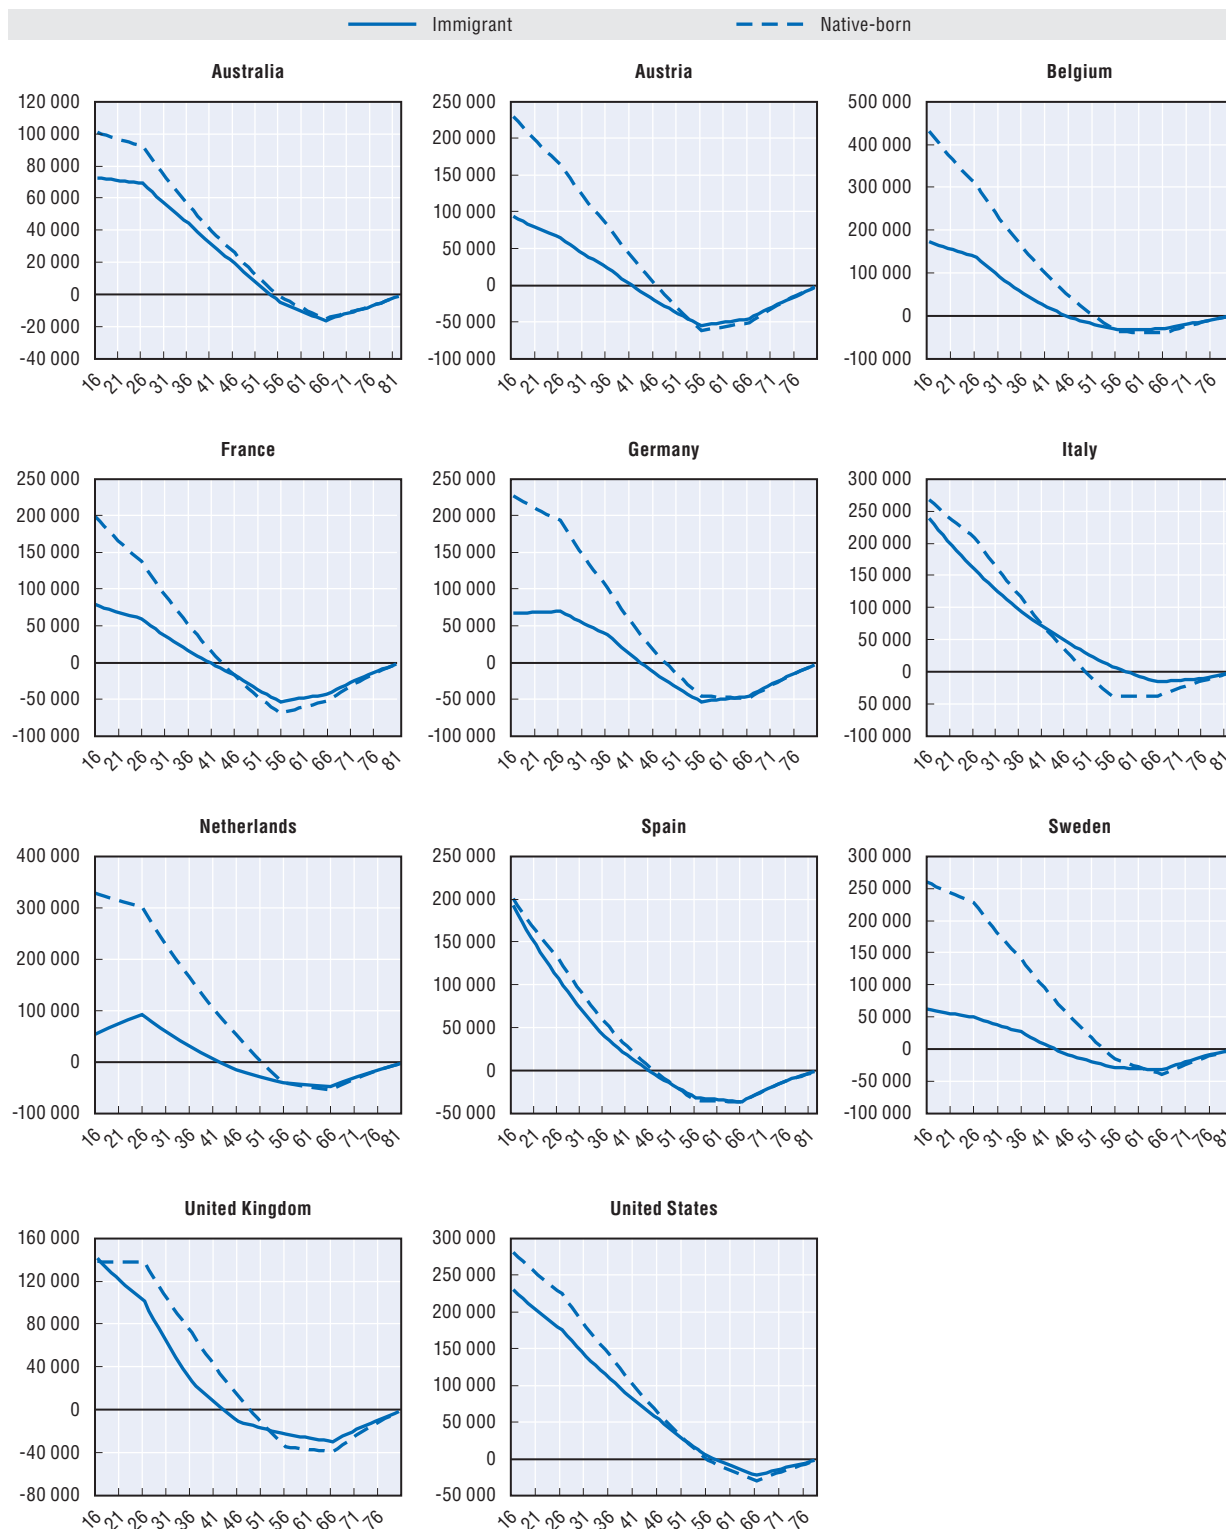 Immigrant Native-born
Australia Austria Belgium
120 000 250 000 500 000
100 000 200 000 400 000
80 000 150 000 300 000
60 000 100 000 200 000
40 000 50 000 100 000
20 000 0 0
0 -50 000 -100 000
-20 000 -100 000
-40 000
16 21 26 31 36 41 46 51 56 61 66 71 76 81 16 21 26 31 36 41 46 51 56 61 66 71 76 16 21 26 31 36 41 46 51 56 61 66 71 76
France Germany Italy
250 000 250 000 300 000
200 000 200 000 250 000
150 000 150 000 200 000
100 000 100 000 150 000
50 000 50 000 100 000
0 0 50 000
-50 000 -50 000 0
-100 000 -100 000 50 000
-100 000
16 21 26 31 36 41 46 51 56 61 66 71 76 81 16 21 26 31 36 41 46 51 56 61 66 71 76 16 21 26 31 36 41 46 51 56 61 66 71 76 81
Netherlands Spain Sweden
400 000 250 000 300 000
300 000 200 000 250 000
200 000 150 000 200 000
100 000 100 000 150 000
0 50 000 100 000
-100 000 0 50 000
-50 000 0
-50 000
-100 000
16 21 26 31 36 41 46 51 56 61 66 71 76 81 16 21 26 31 36 41 46 51 56 61 66 71 76 81 16 21 26 31 36 41 46 51 56 61 66 71 76 81
United Kingdom United States
160 000 300 000
120 000 250 000
80 000 200 000
40 000 150 000
0 100 000
-40 000 50 000
-80 000 0
-50 000
16 21 26 31 36 41 46 51 56 61 66 71 76 16 21 26 31 36 41 46 51 56 61 66 71 76